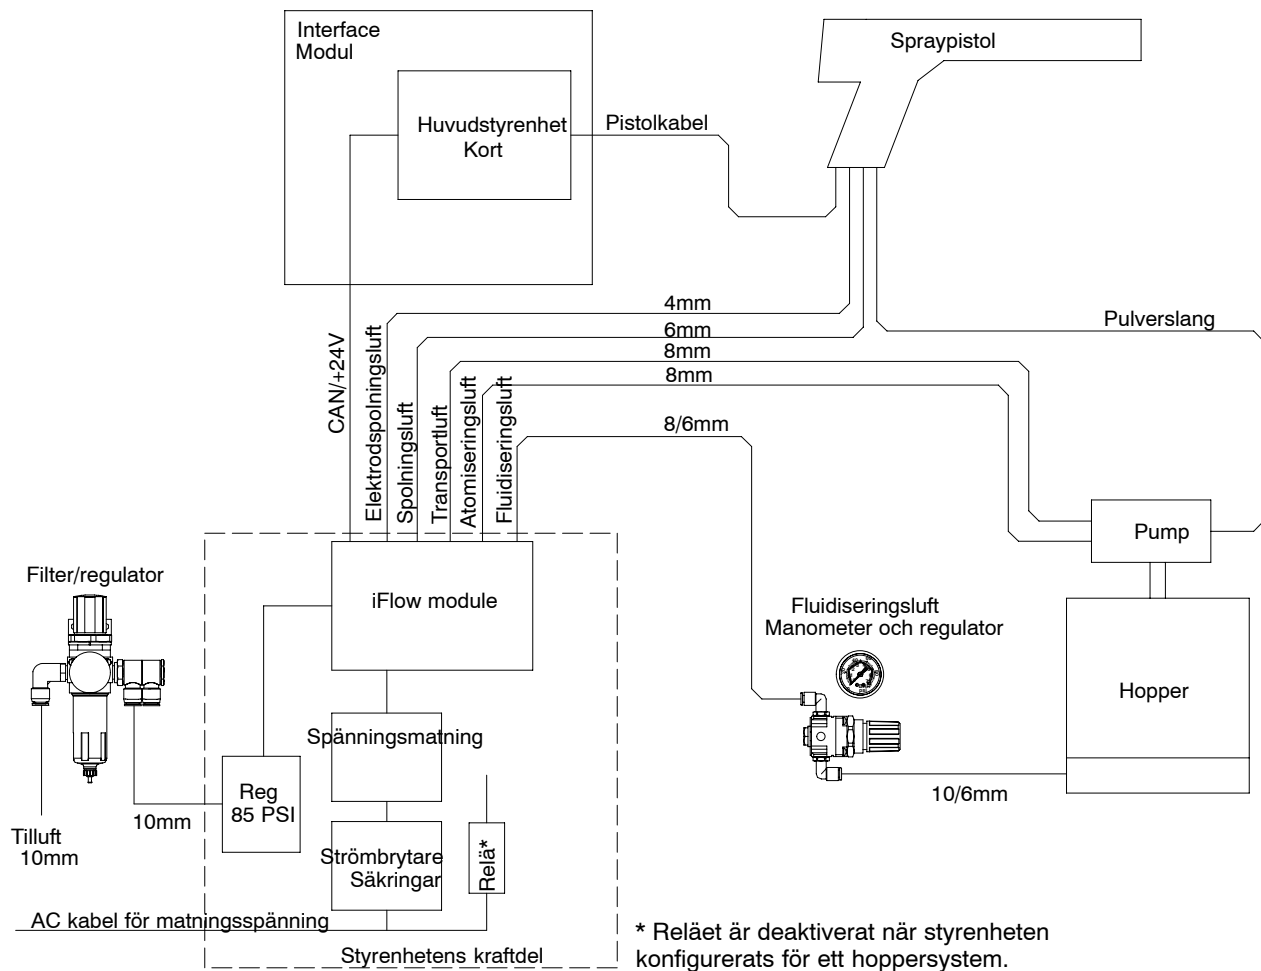 Interface
Modul
Spraypistol
Huvudstyrenhet
Kort
Pistolkabel
4mm
6mm
8mm
8mm
8/6mm
Pulverslang
CAN/+24V
Elektrodspolningsluft
Spolningsluft
Transportluft
Atomiseringsluft
Fluidiseringsluft
Pump
Filter/regulator
iFlow module
Fluidiseringsluft
Manometer och regulator
Hopper
Spänningsmatning
Reg
85 PSI
10/6mm
10mm
Tilluft
10mm
Strömbrytare
Säkringar
Relä*
AC kabel för matningsspänning
Styrenhetens kraftdel
* Reläet är deaktiverat när styrenheten
konfigurerats för ett hoppersystem.